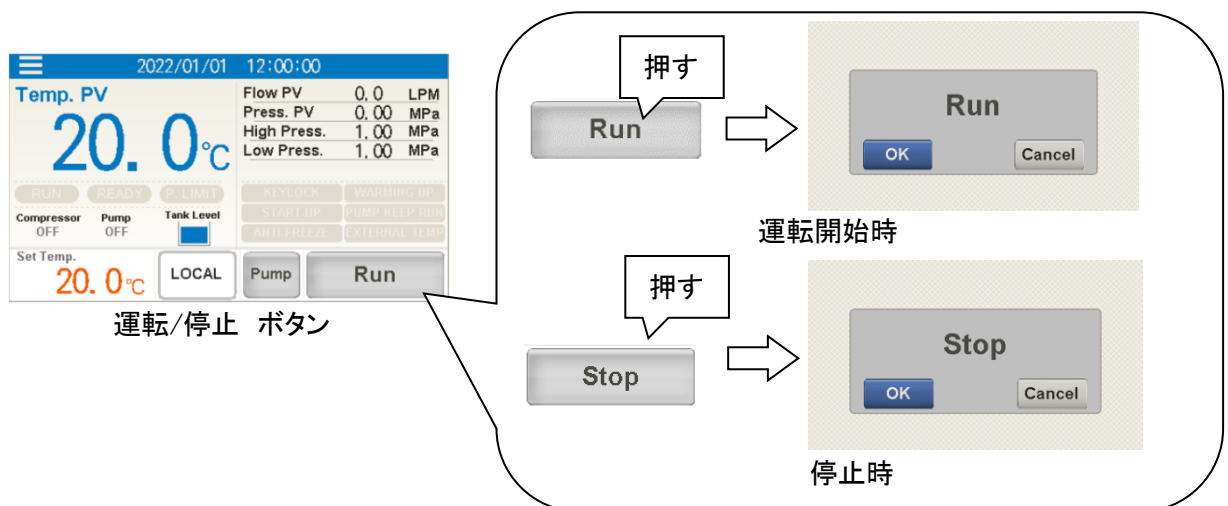 2022/01/01 12:00:00
Temp. PV
20.0℃
Flow PV 0.0 LPM
Press. PV 0.00 MPa
High Press. 1.00 MPa
Low Press. 1.00 MPa
RUN READY P. LIMIT
KEYLOCK WARMING UP
START UP PUMP KEEP RUN
ANTI-FREEZE EXTERNAL TEMP
Compressor Pump Tank Level
OFF OFF
Set Temp.
20.0℃
LOCAL Pump Run
運転/停止 ボタン
押す
Run
Run
OK Cancel
運転開始時
押す
Stop
Stop
OK Cancel
停止時